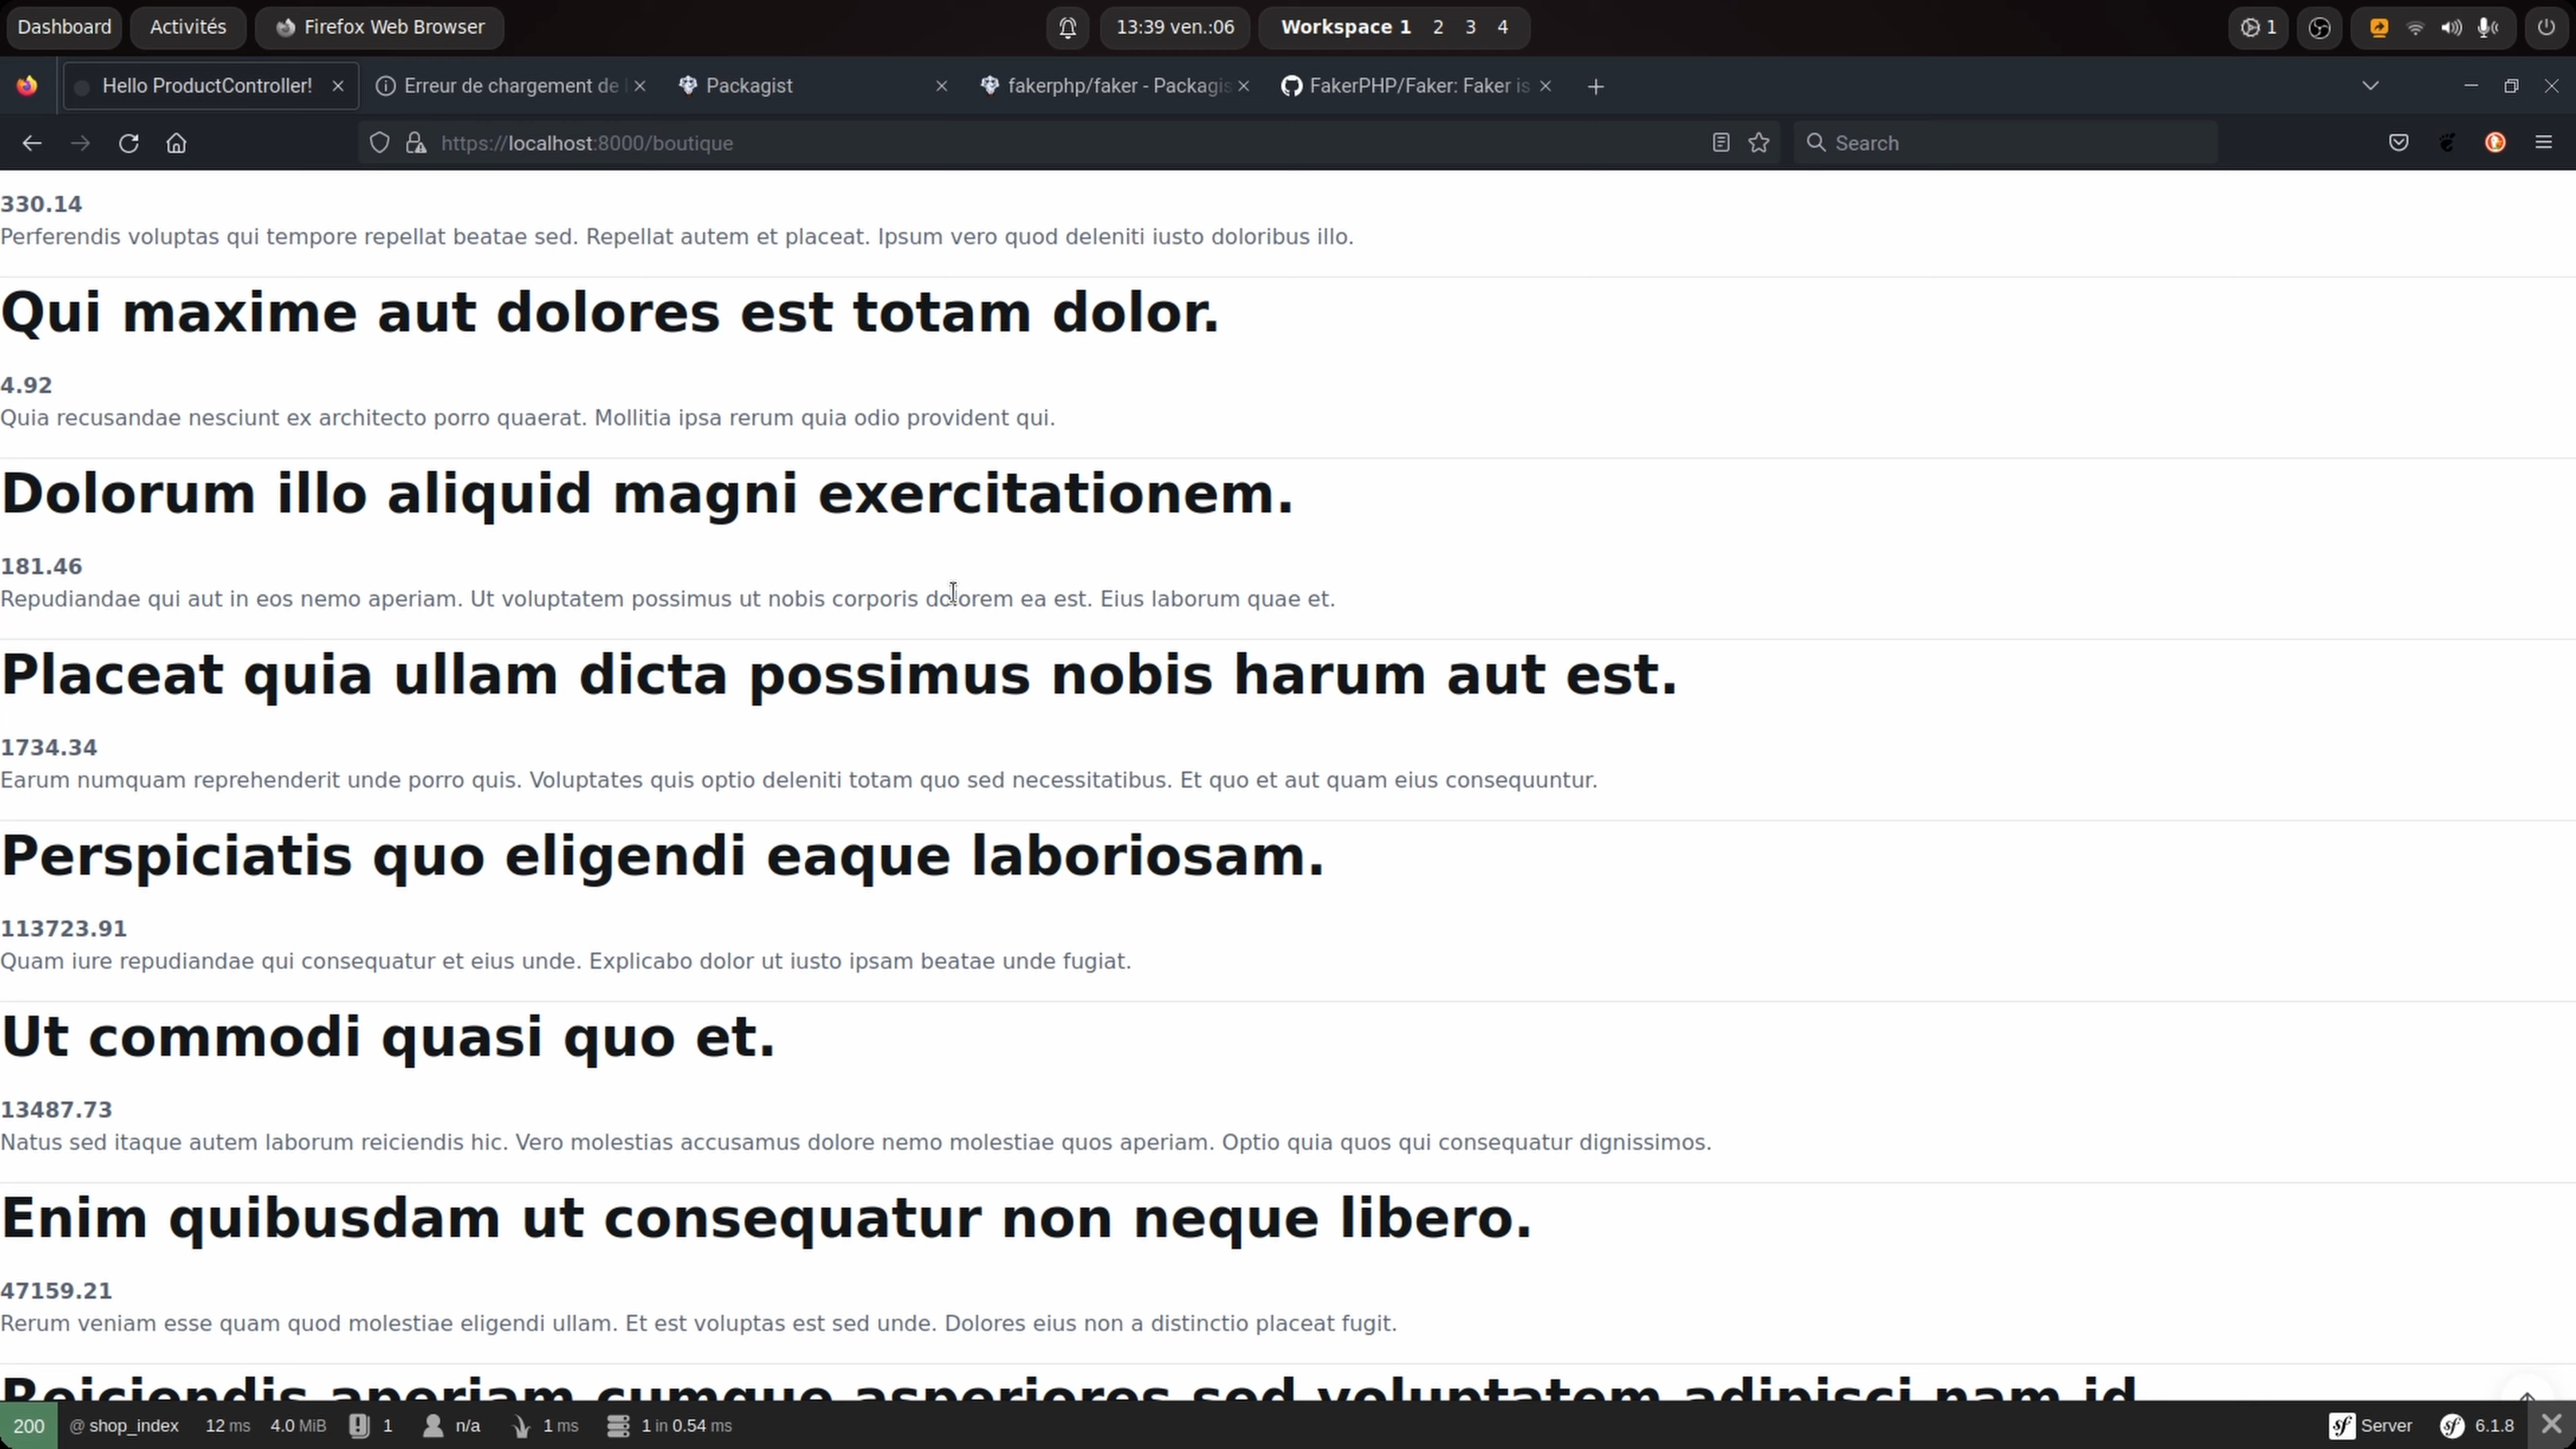 Dashboard Activités Firefox Web Browser 13:39 ven.:06 Workspace 1 2 3 4 1
Hello ProductController! Erreur de chargement de Packagist fakerphp/faker - Packagis FakerPHP/Faker: Faker is
https://localhost:8000/boutique Search
330.14
Perferendis voluptas qui tempore repellat beatae sed. Repellat autem et placeat. Ipsum vero quod deleniti iusto doloribus illo.
Qui maxime aut dolores est totam dolor.
4.92
Quia recusandae nesciunt ex architecto porro quaerat. Mollitia ipsa rerum quia odio provident qui.
Dolorum illo aliquid magni exercitationem.
181.46
Repudiandae qui aut in eos nemo aperiam. Ut voluptatem possimus ut nobis corporis dolorem ea est. Eius laborum quae et.
Placeat quia ullam dicta possimus nobis harum aut est.
1734.34
Earum numquam reprehenderit unde porro quis. Voluptates quis optio deleniti totam quo sed necessitatibus. Et quo et aut quam eius consequuntur.
Perspiciatis quo eligendi eaque laboriosam.
113723.91
Quam iure repudiandae qui consequatur et eius unde. Explicabo dolor ut iusto ipsam beatae unde fugiat.
Ut commodi quasi quo et.
13487.73
Natus sed itaque autem laborum reiciendis hic. Vero molestias accusamus dolore nemo molestiae quos aperiam. Optio quia quos qui consequatur dignissimos.
Enim quibusdam ut consequatur non neque libero.
47159.21
Rerum veniam esse quam quod molestiae eligendi ullam. Et est voluptas est sed unde. Dolores eius non a distinctio placeat fugit.
Reiciendis aperiam cumque asperiores sed voluptatem adipisci nam id
200 @ shop_index 12 ms 4.0 MiB 1 n/a 1 ms 1 in 0.54 ms Server 6.1.8